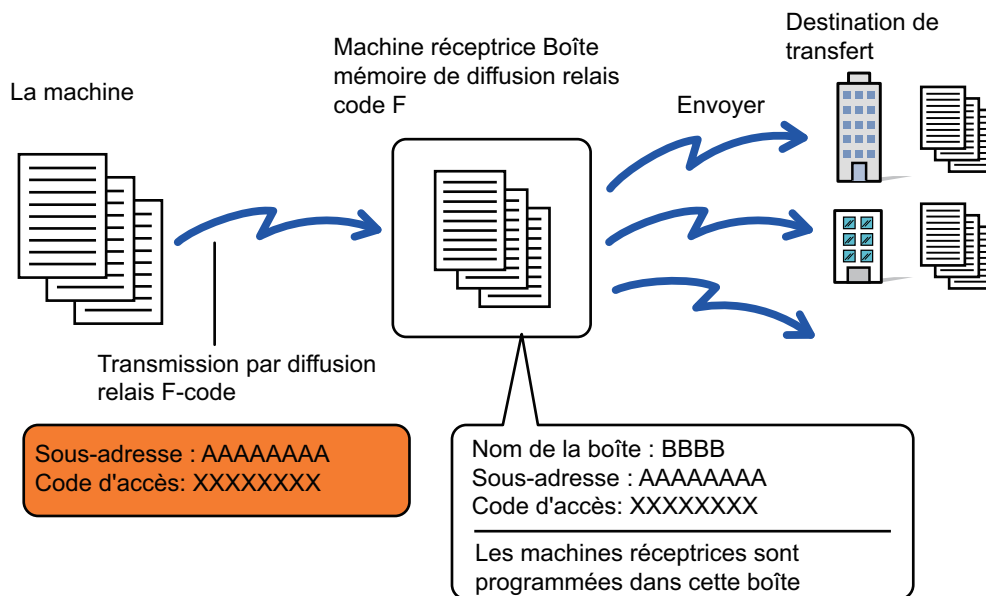 La machine
Machine réceptrice Boîte
mémoire de diffusion relais
code F
Envoyer
Destination de
transfert
Transmission par diffusion
relais F-code
Sous-adresse : AAAAAAAA
Code d'accès: XXXXXXXX
Nom de la boîte : BBBB
Sous-adresse : AAAAAAAA
Code d'accès: XXXXXXXX
Les machines réceptrices sont
programmées dans cette boîte